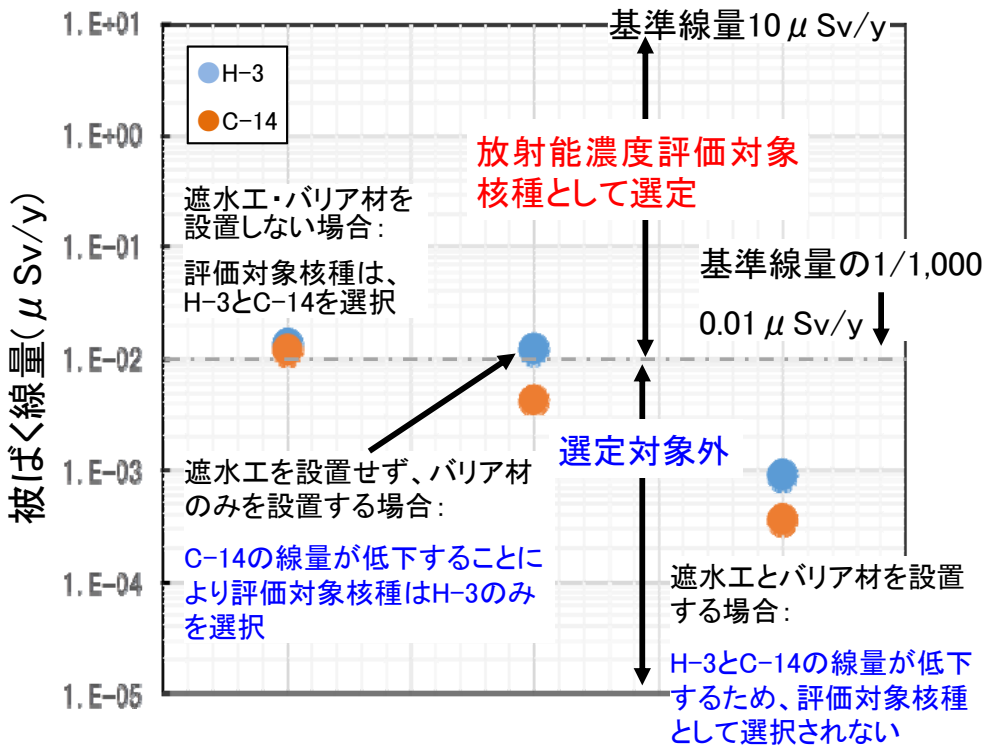 1.E+01
1.E+00
1.E-01
1.E-02
1.E-03
1.E-04
1.E-05
被ばく線量(μSv/y)
H-3
C-14
基準線量10μSv/y
放射能濃度評価対象
核種として選定
遮水工・バリア材を
設置しない場合:
評価対象核種は、
H-3とC-14を選択
基準線量の1/1,000
0.01μSv/y
選定対象外
遮水工を設置せず、バリア材
のみを設置する場合:
C-14の線量が低下することに
より評価対象核種はH-3のみ
を選択
遮水工とバリア材を設置
する場合:
H-3とC-14の線量が低下
するため、評価対象核種
として選択されない